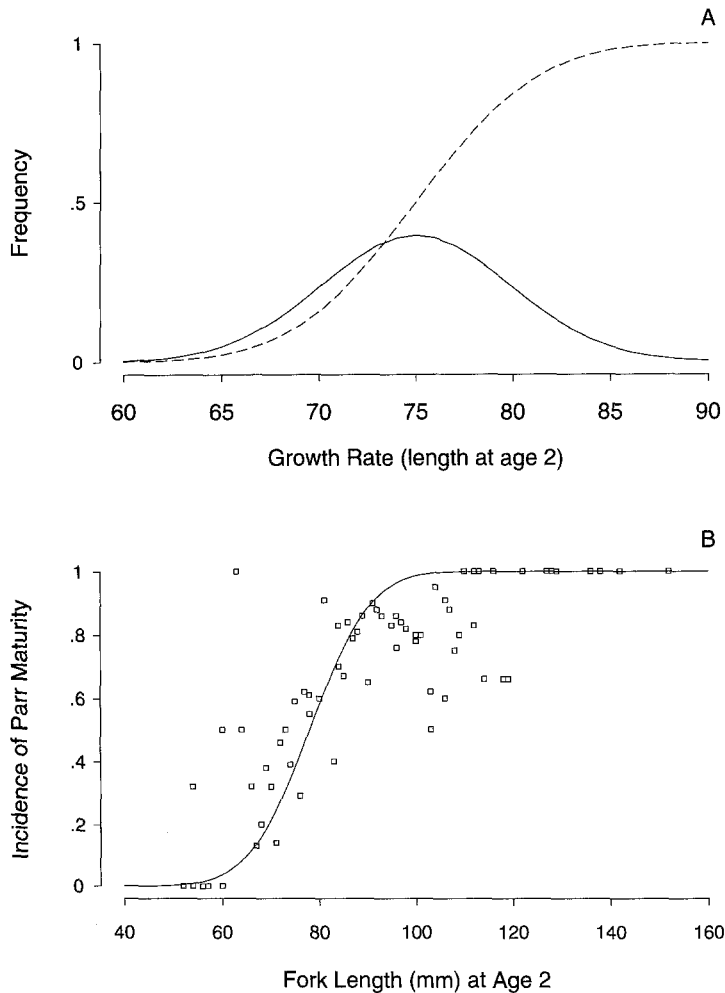 A
1
.5
0
Frequency
60 65 70 75 80 85 90
Growth Rate (length at age 2)
B
1
.8
.6
.4
.2
0
Incidence of Parr Maturity
40 60 80 100 120 140 160
Fork Length (mm) at Age 2